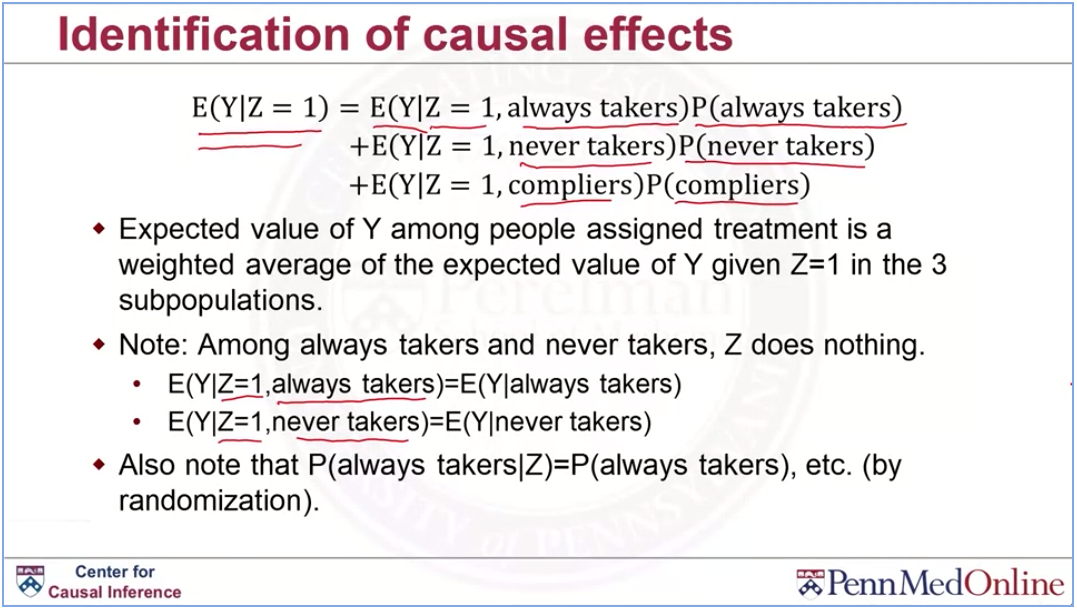 Identification of causal effects
E(Y|Z = 1) = E(Y|Z = 1, always takers)P(always takers)
+E(Y|Z = 1, never takers)P(never takers)
+E(Y|Z = 1, compliers)P(compliers)
◆ Expected value of Y among people assigned treatment is a
weighted average of the expected value of Y given Z=1 in the 3
subpopulations.
◆ Note: Among always takers and never takers, Z does nothing.
• E(Y|Z=1,always takers)=E(Y|always takers)
• E(Y|Z=1,never takers)=E(Y|never takers)
◆ Also note that P(always takers|Z)=P(always takers), etc. (by
randomization).
Center for
Causal Inference
PennMedOnline